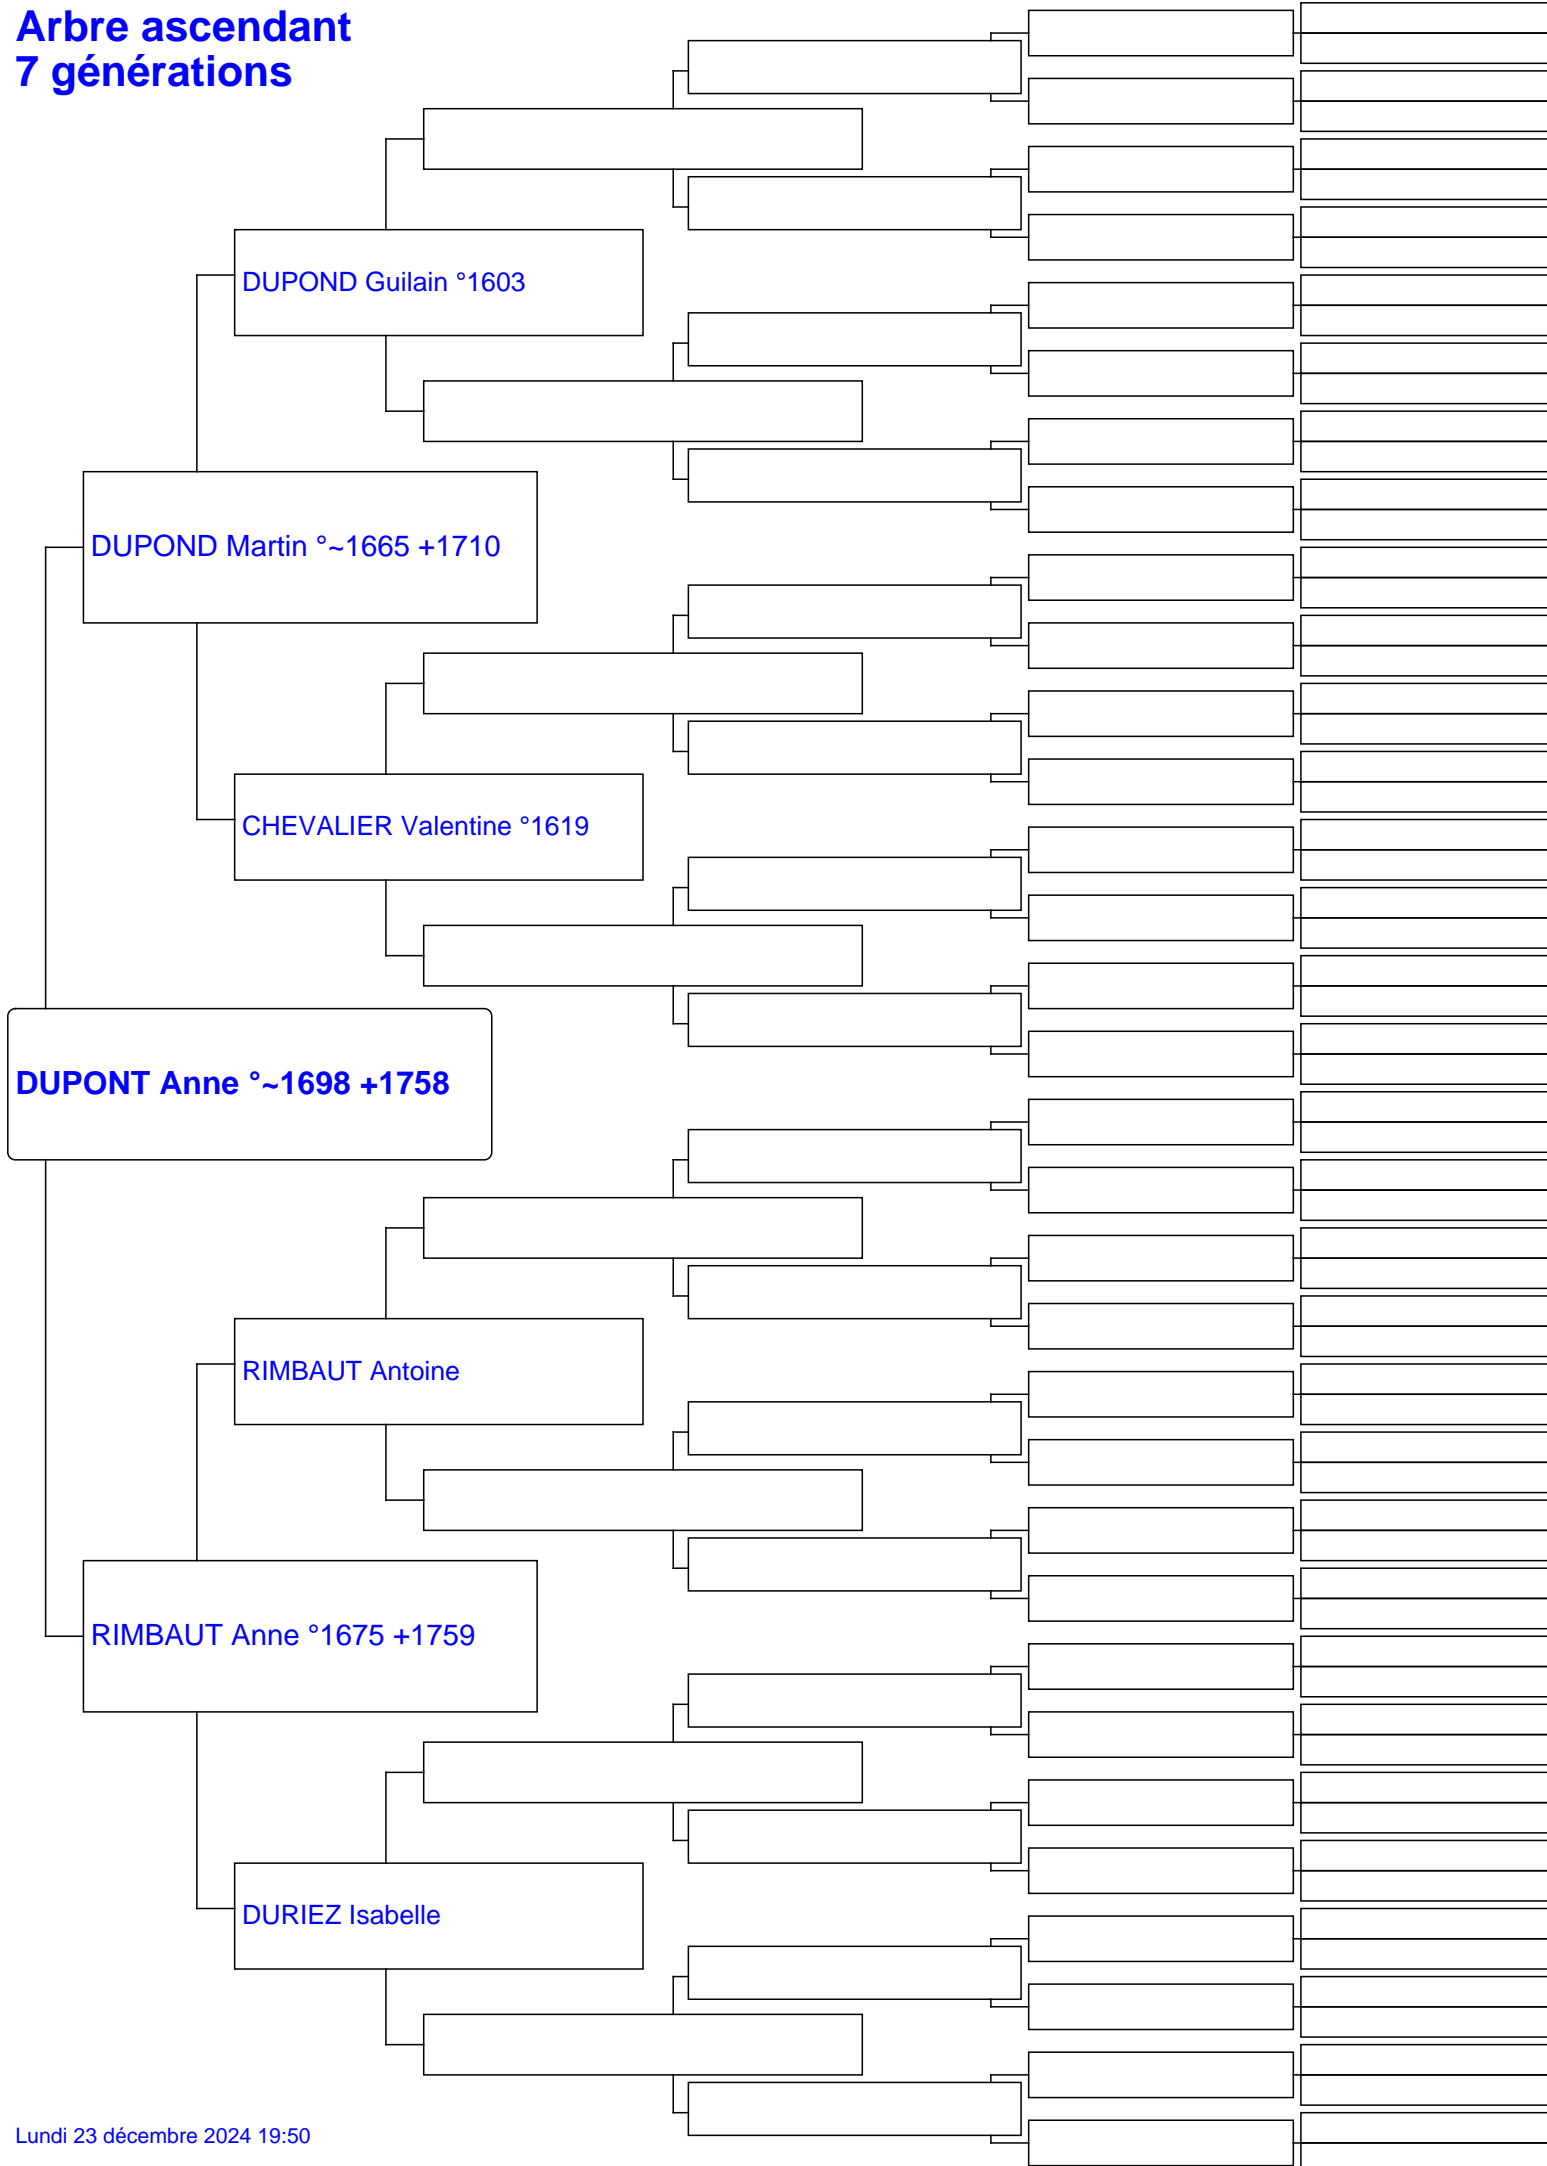 Arbre ascendant
7 générations
DUPOND Guilain °1603
DUPOND Martin °~1665 +1710
CHEVALIER Valentine °1619
DUPONT Anne °~1698 +1758
RIMBAUT Antoine
RIMBAUT Anne °1675 +1759
DURIEZ Isabelle
Lundi 23 décembre 2024 19:50